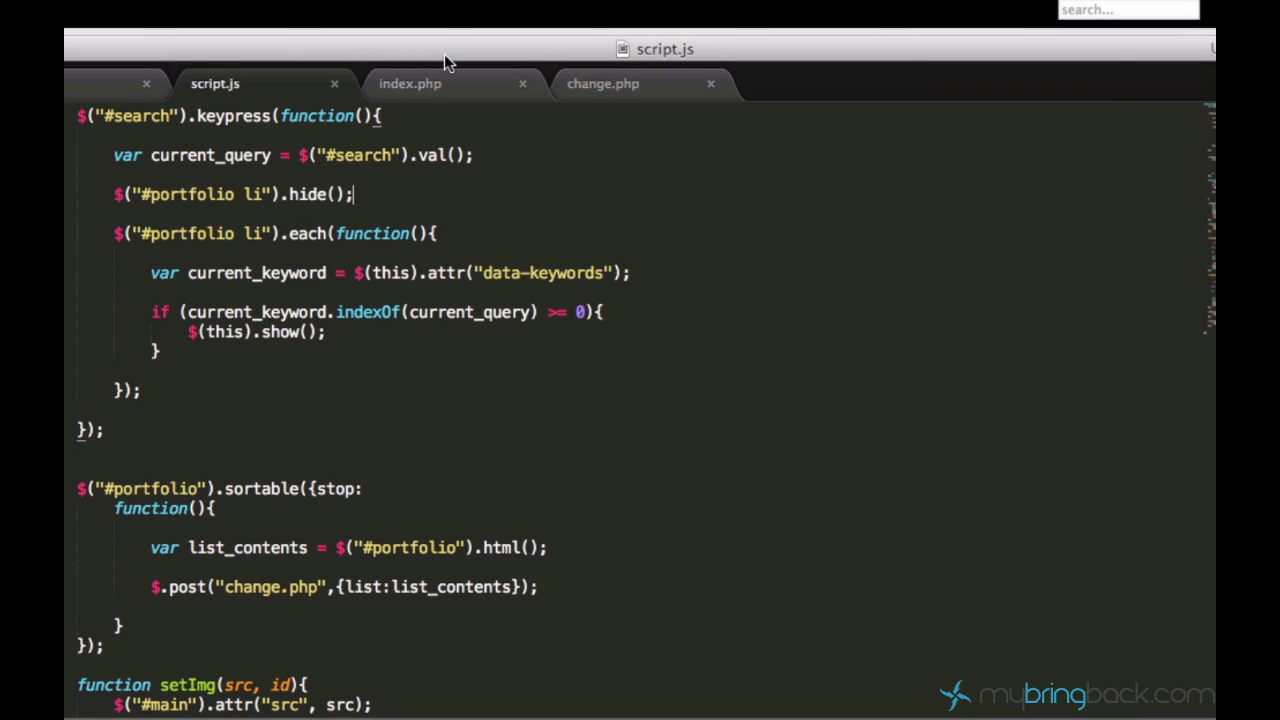 search...
script.js
script.js × index.php × change.php ×
$("#search").keypress(function(){
var current_query = $("#search").val();
$("#portfolio li").hide();
$("#portfolio li").each(function(){
var current_keyword = $(this).attr("data-keywords");
if (current_keyword.indexOf(current_query) >= 0){
$(this).show();
}
});
});
$("#portfolio").sortable({stop:
function(){
var list_contents = $("#portfolio").html();
$.post("change.php",{list:list_contents});
}
});
function setImg(src, id){
$("#main").attr("src", src);
mybringback.com